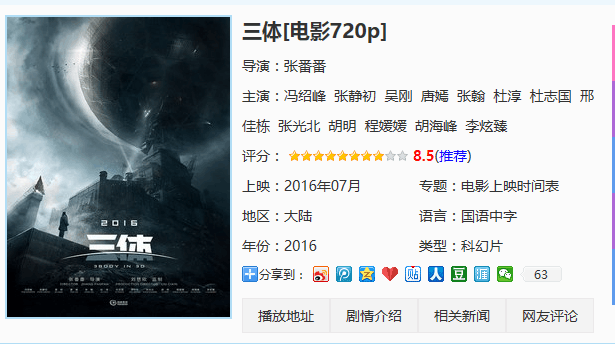 三体[电影720p]
导演：张番番
主演：冯绍峰 张静初 吴刚 唐嫣 张翰 杜淳 杜志国 邢
佳栋 张光北 胡明 程媛媛 胡海峰 李炫臻
评分： 8.5(推荐)
上映：2016年07月 专题：电影上映时间表
地区：大陆 语言：国语中字
年份：2016 类型：科幻片
分享到： 63
播放地址 剧情介绍 相关新闻 网友评论
2016
三体
3BODY IN 3D